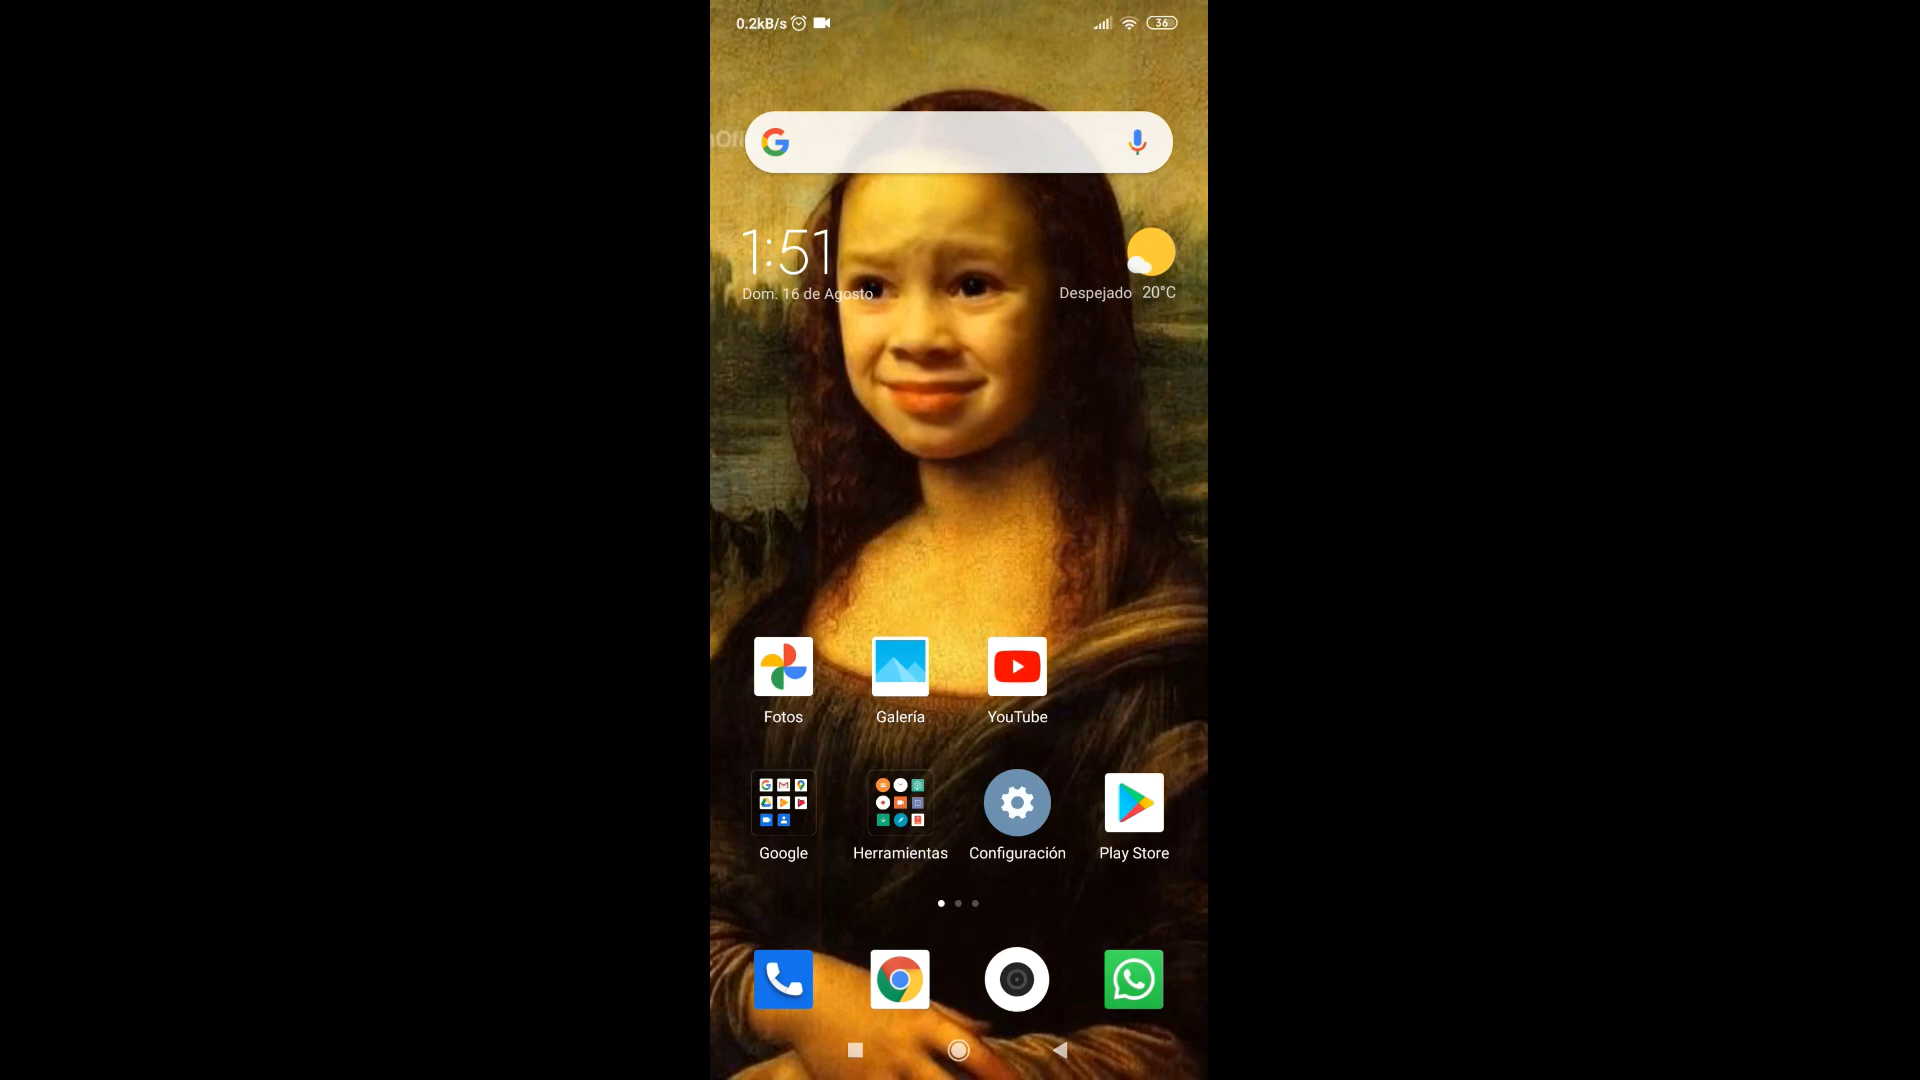 0.2kB/s
36
1:51
Dom. 16 de Agosto
Despejado 20°C
Fotos Galería YouTube
Google Herramientas Configuración Play Store